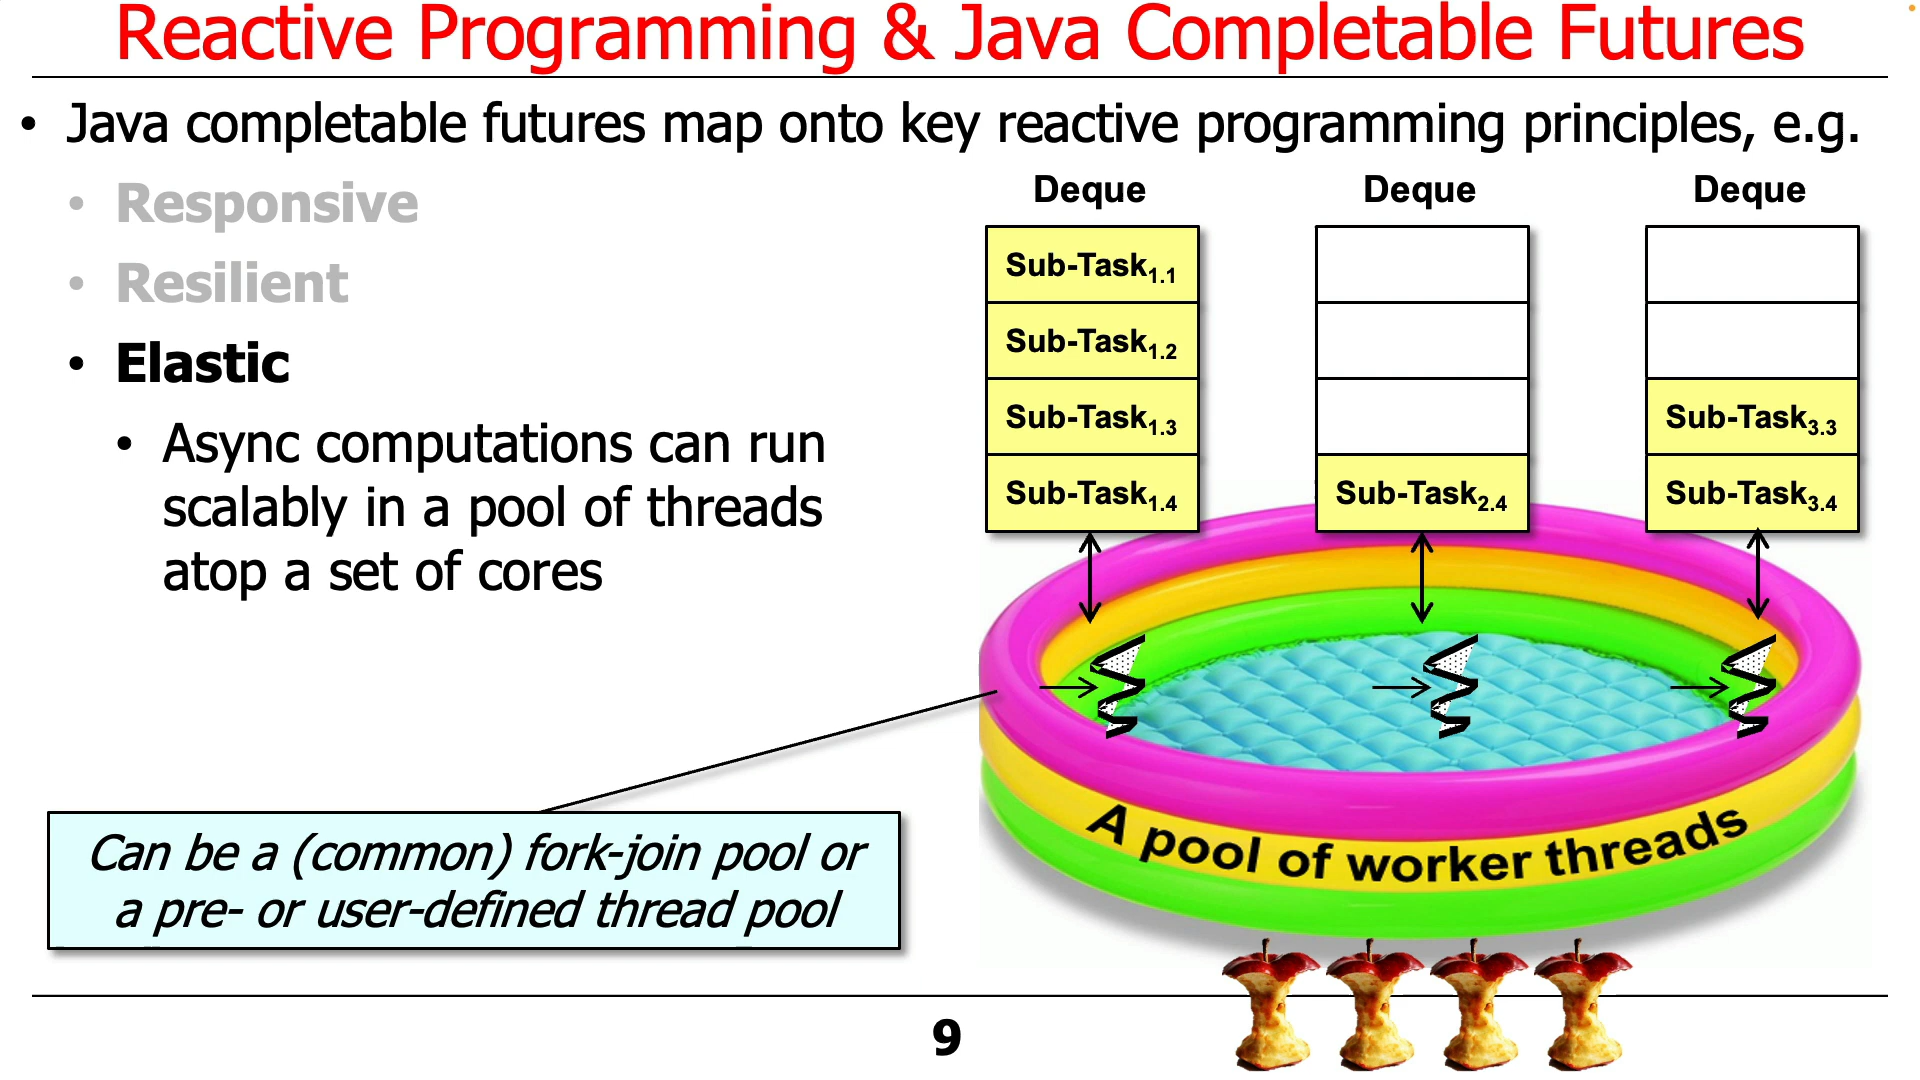 Reactive Programming & Java Completable Futures
• Java completable futures map onto key reactive programming principles, e.g.
• Responsive
• Resilient
• Elastic
• Async computations can run
scalably in a pool of threads
atop a set of cores
Deque
Sub-Task1.1
Sub-Task1.2
Sub-Task1.3
Sub-Task1.4
Deque
Sub-Task2.4
Deque
Sub-Task3.3
Sub-Task3.4
A pool of worker threads
Can be a (common) fork-join pool or
a pre- or user-defined thread pool
9